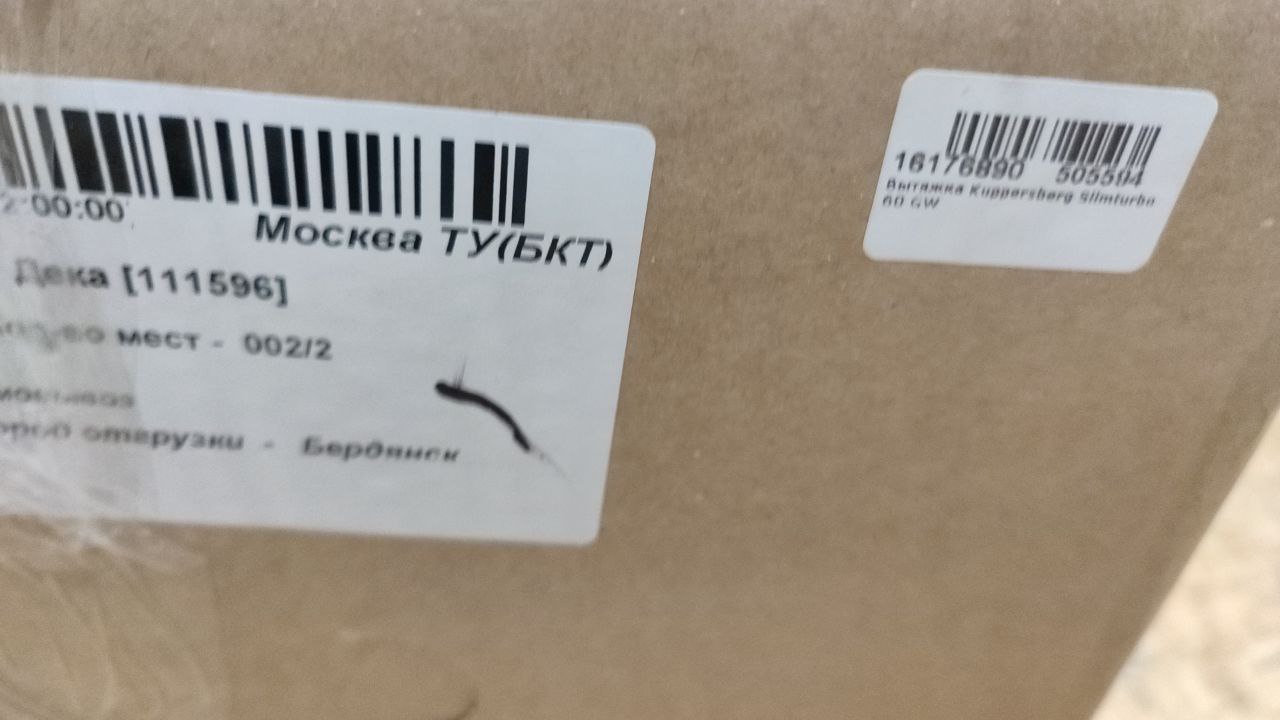 2:00:00
Москва ТУ(БКТ)
Дека [111596]
мест - 002/2
отгрузки - Бердянск
16176890 505594
Вытяжка Kuppersberg Slimturbo
60 GW